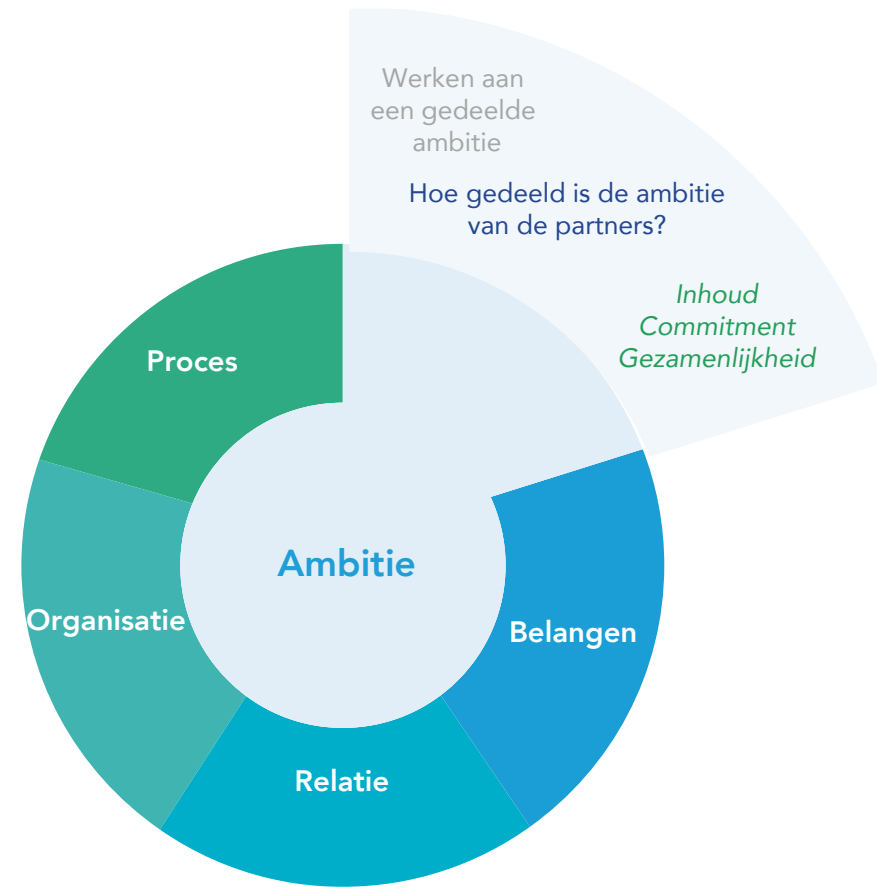 Werken aan
een gedeelde
ambitie
Hoe gedeeld is de ambitie
van de partners?
Inhoud
Commitment
Gezamenlijkheid
Proces
Ambitie
Organisatie
Belangen
Relatie